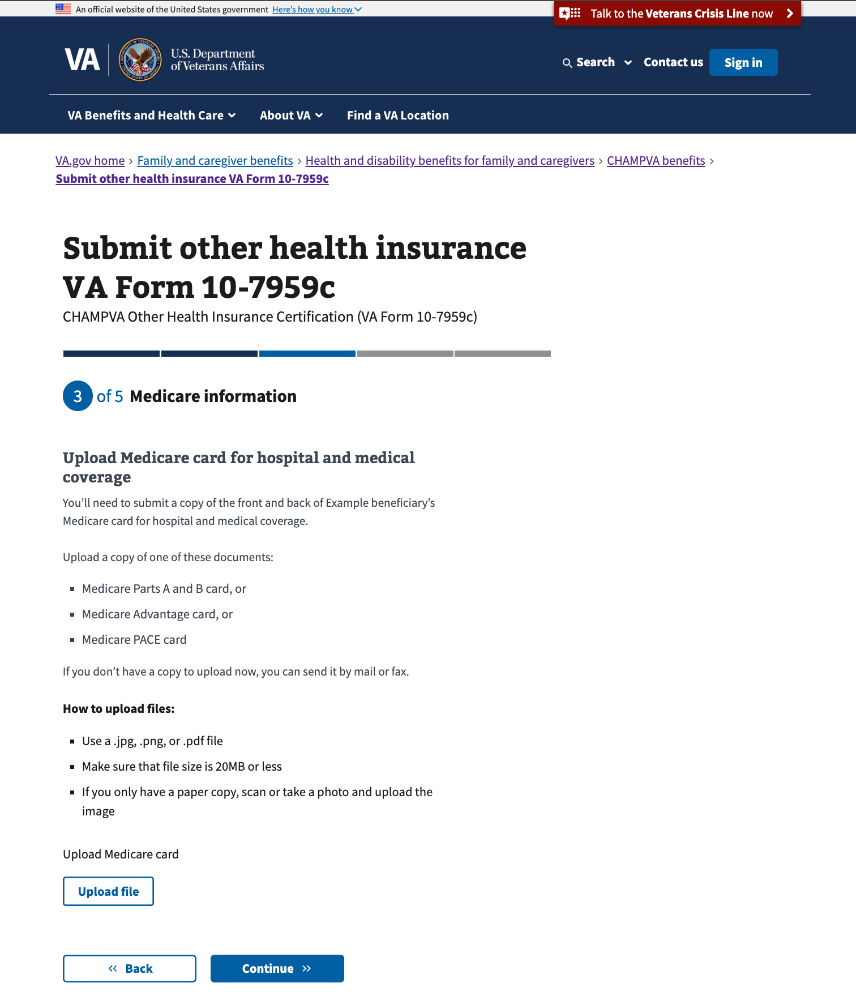 An official website of the United States government Here’s how you know
Talk to the Veterans Crisis Line now
VA
U.S. Department
of Veterans Affairs
Search
Contact us
Sign in
VA Benefits and Health Care
About VA
Find a VA Location
VA.gov home › Family and caregiver benefits › Health and disability benefits for family and caregivers › CHAMPVA benefits ›
Submit other health insurance VA Form 10-7959c
Submit other health insurance
VA Form 10-7959c
CHAMPVA Other Health Insurance Certification (VA Form 10-7959c)
3 of 5 Medicare information
Upload Medicare card for hospital and medical
coverage
You’ll need to submit a copy of the front and back of Example beneficiary’s
Medicare card for hospital and medical coverage.
Upload a copy of one of these documents:
Medicare Parts A and B card, or
Medicare Advantage card, or
Medicare PACE card
If you don’t have a copy to upload now, you can send it by mail or fax.
How to upload files:
Use a .jpg, .png, or .pdf file
Make sure that file size is 20MB or less
If you only have a paper copy, scan or take a photo and upload the
image
Upload Medicare card
Upload file
Back
Continue